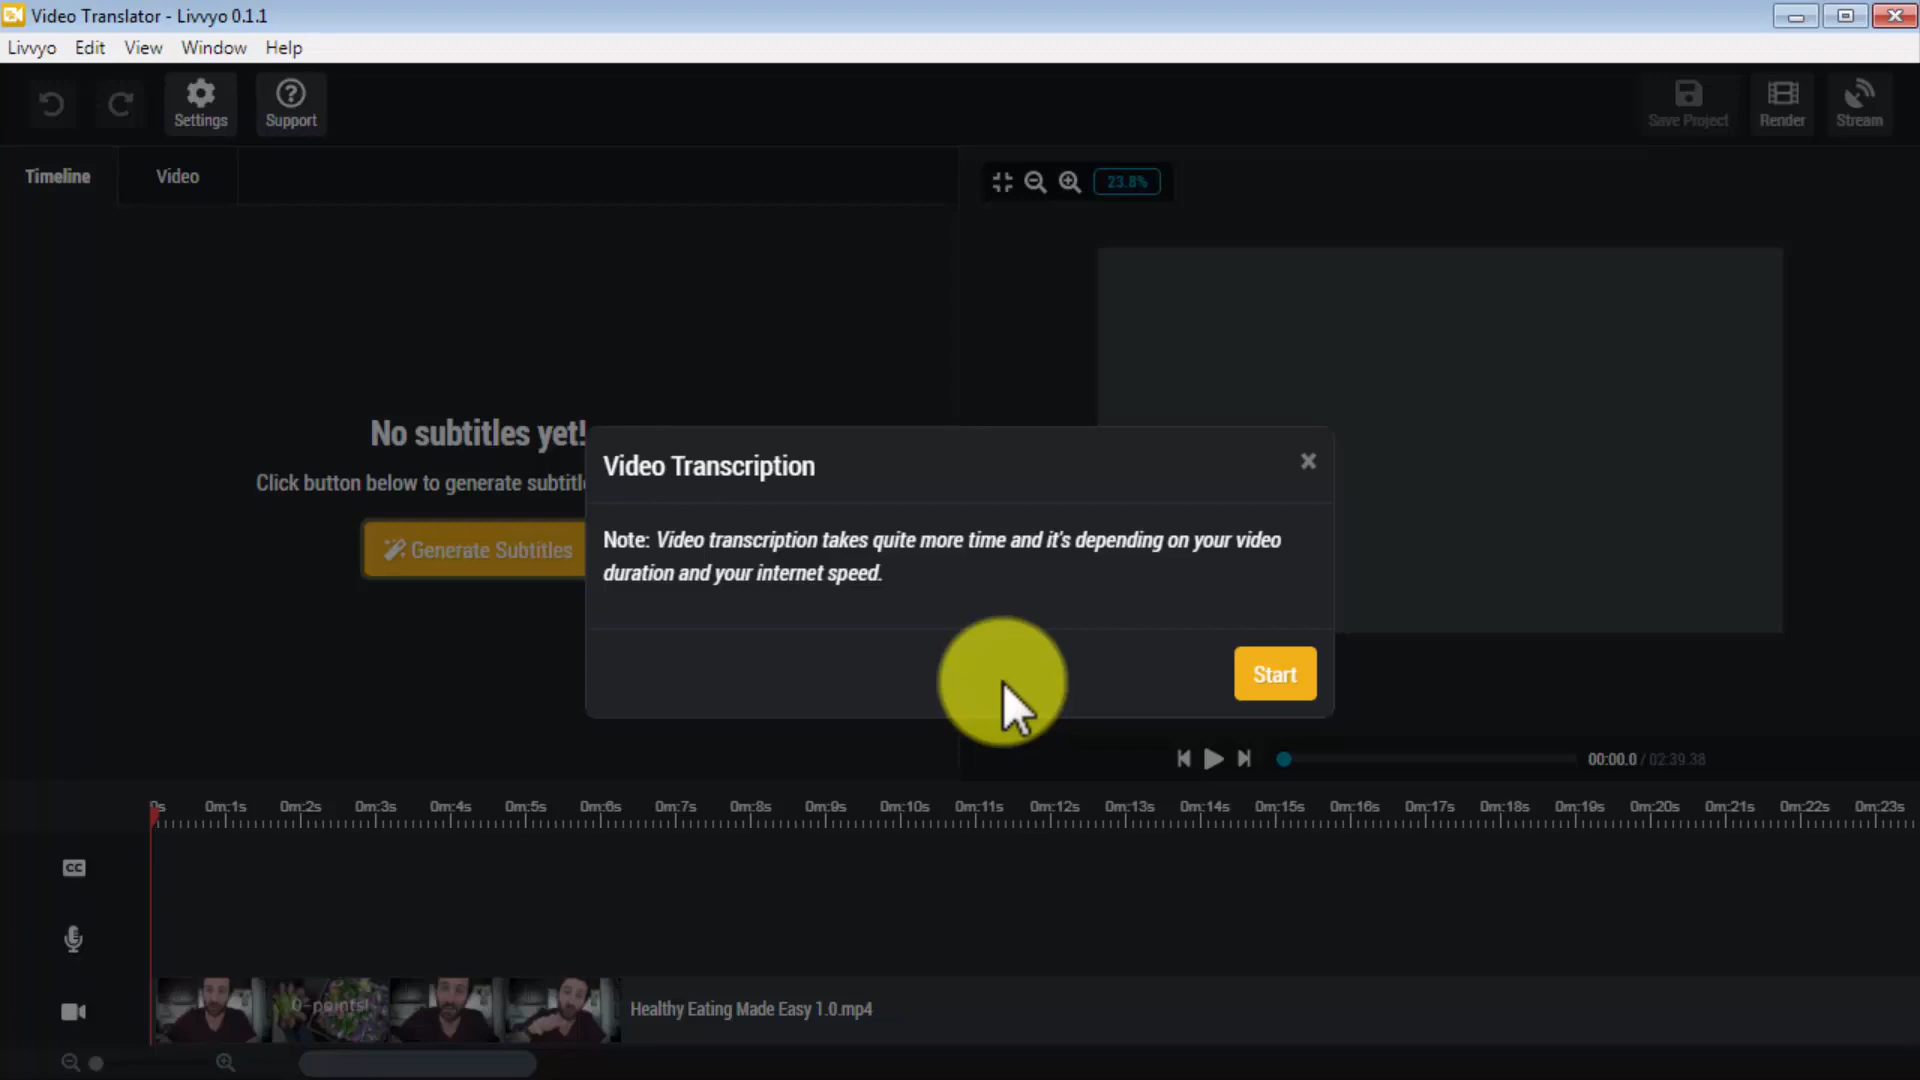 Video Translator - Livvyo 0.1.1
Livvyo Edit View Window Help
Settings Support Save Project Render Stream
Timeline Video
23.8%
No subtitles yet!
Click button below to generate
Generate Subtitles
Video Transcription
Note: Video transcription takes quite more time and it's depending on your video
duration and your internet speed.
Start
00:00.0 / 02:39.38
0m:1s 0m:2s 0m:3s 0m:4s 0m:5s 0m:6s 0m:7s 0m:8s 0m:9s 0m:10s 0m:11s 0m:12s 0m:13s 0m:14s 0m:15s 0m:16s 0m:17s 0m:18s 0m:19s 0m:20s 0m:21s 0m:22s 0m:23s
CC
0-points!
Healthy Eating Made Easy 1.0.mp4